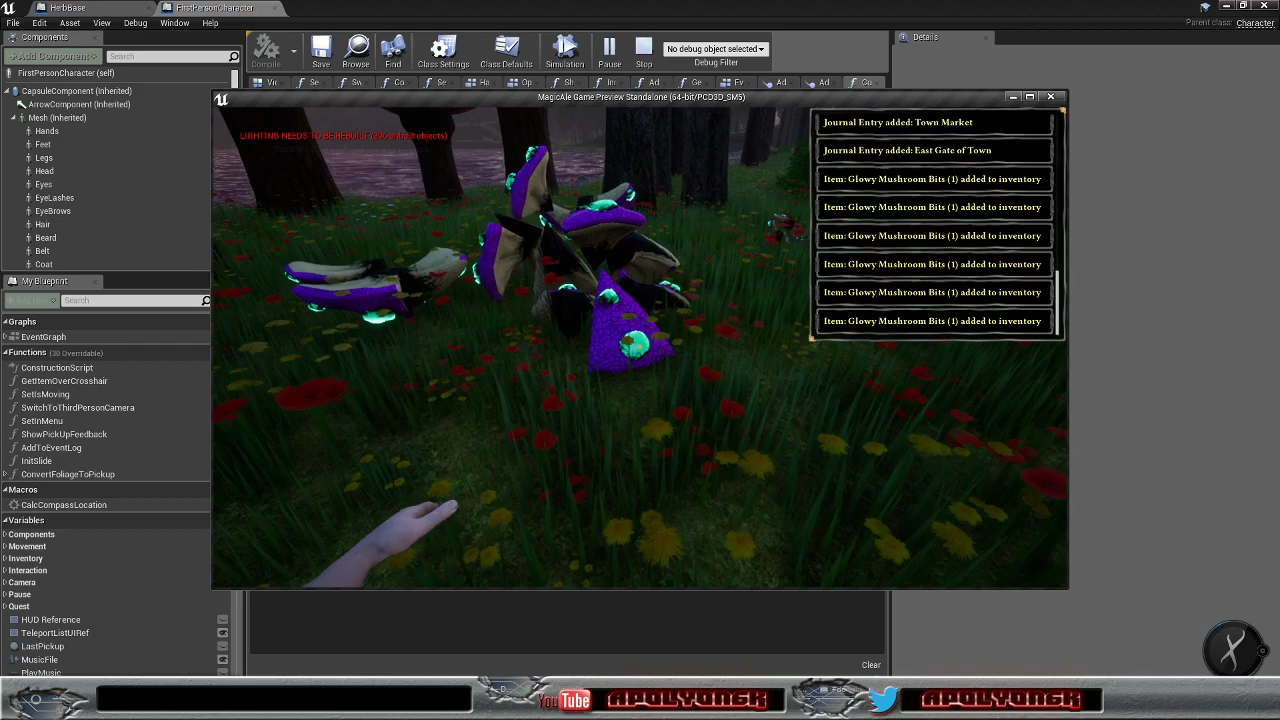 HerbBase
FirstPersonCharacter
File Edit Asset View Debug Window Help
Parent class: Character
Components
Details
+Add Component
Search
FirstPersonCharacter (self)
Compile
Save
Browse
Find
Class Settings
Class Defaults
Simulation
Pause
Stop
No debug object selected
Debug Filter
CapsuleComponent (Inherited)
ArrowComponent (Inherited)
Mesh (Inherited)
Hands
Feet
Legs
Head
Eyes
EyeLashes
EyeBrows
Hair
Beard
Belt
Coat
MagicAle Game Preview Standalone (64-bit/PCD3D_SM5)
LIGHTING NEEDS TO BE REBUILT
Journal Entry added: Town Market
Journal Entry added: East Gate of Town
Item: Glowy Mushroom Bits (1) added to inventory
Item: Glowy Mushroom Bits (1) added to inventory
Item: Glowy Mushroom Bits (1) added to inventory
Item: Glowy Mushroom Bits (1) added to inventory
Item: Glowy Mushroom Bits (1) added to inventory
Item: Glowy Mushroom Bits (1) added to inventory
My Blueprint
Search
Graphs
EventGraph
Functions (30 Overridable)
ConstructionScript
GetItemOverCrosshair
SetIsMoving
SwitchToThirdPersonCamera
SetInMenu
ShowPickUpFeedback
AddToEventLog
InitSlide
ConvertFoliageToPickup
Macros
CalcCompassLocation
Variables
Components
Movement
Inventory
Interaction
Camera
Pause
Quest
HUD Reference
TeleportListUIRef
LastPickup
MusicFile
PlayMusic
Clear
YouTube
APOLYONGK
APOLYONGK